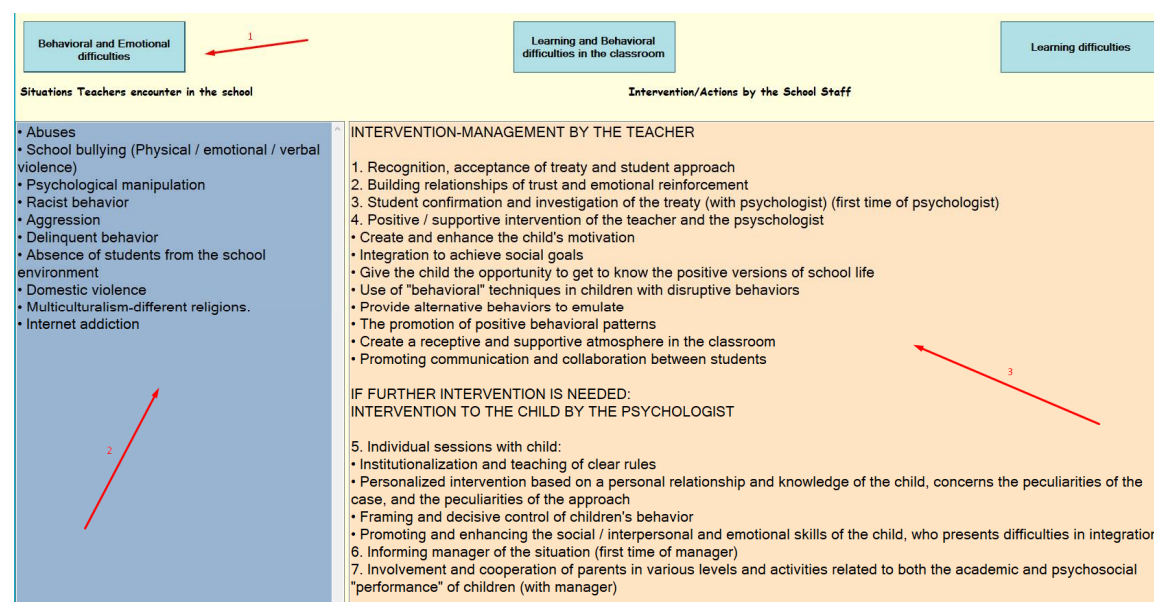 Behavioral and Emotional
difficulties
1
Learning and Behavioral
difficulties in the classroom
Learning difficulties
Situations Teachers encounter in the school
Intervention/Actions by the School Staff
• Abuses
• School bullying (Physical / emotional / verbal
violence)
• Psychological manipulation
• Racist behavior
• Aggression
• Delinquent behavior
• Absence of students from the school
environment
• Domestic violence
• Multiculturalism-different religions.
• Internet addiction
2
INTERVENTION-MANAGEMENT BY THE TEACHER
1. Recognition, acceptance of treaty and student approach
2. Building relationships of trust and emotional reinforcement
3. Student confirmation and investigation of the treaty (with psychologist) (first time of psychologist)
4. Positive / supportive intervention of the teacher and the psyschologist
• Create and enhance the child's motivation
• Integration to achieve social goals
• Give the child the opportunity to get to know the positive versions of school life
• Use of "behavioral" techniques in children with disruptive behaviors
• Provide alternative behaviors to emulate
• The promotion of positive behavioral patterns
• Create a receptive and supportive atmosphere in the classroom
• Promoting communication and collaboration between students
3
IF FURTHER INTERVENTION IS NEEDED:
INTERVENTION TO THE CHILD BY THE PSYCHOLOGIST
5. Individual sessions with child:
• Institutionalization and teaching of clear rules
• Personalized intervention based on a personal relationship and knowledge of the child, concerns the peculiarities of the
case, and the peculiarities of the approach
• Framing and decisive control of children's behavior
• Promoting and enhancing the social / interpersonal and emotional skills of the child, who presents difficulties in integration
6. Informing manager of the situation (first time of manager)
7. Involvement and cooperation of parents in various levels and activities related to both the academic and psychosocial
"performance" of children (with manager)